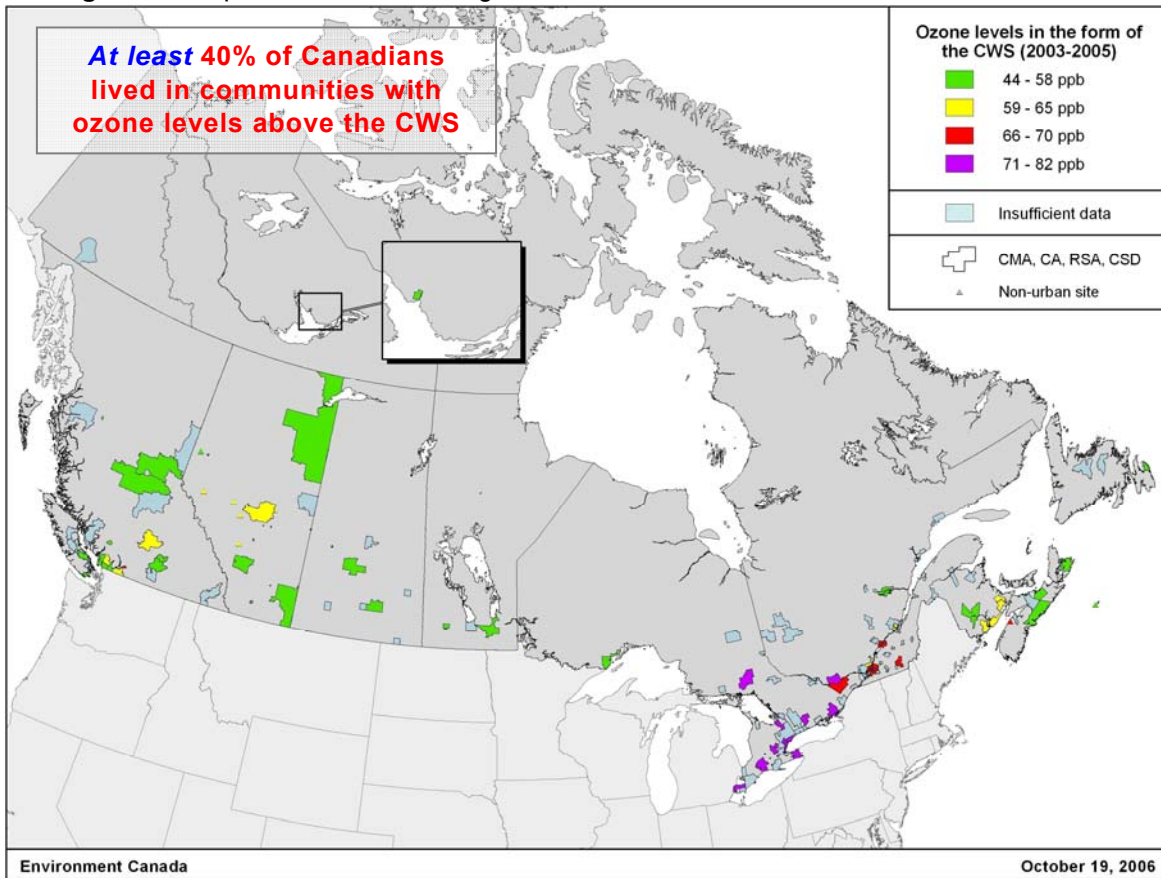 At least 40% of Canadians
lived in communities with
ozone levels above the CWS
Ozone levels in the form of
the CWS (2003-2005)
44 - 58 ppb
59 - 65 ppb
66 - 70 ppb
71 - 82 ppb
Insufficient data
CMA, CA, RSA, CSD
Non-urban site
Environment Canada
October 19, 2006